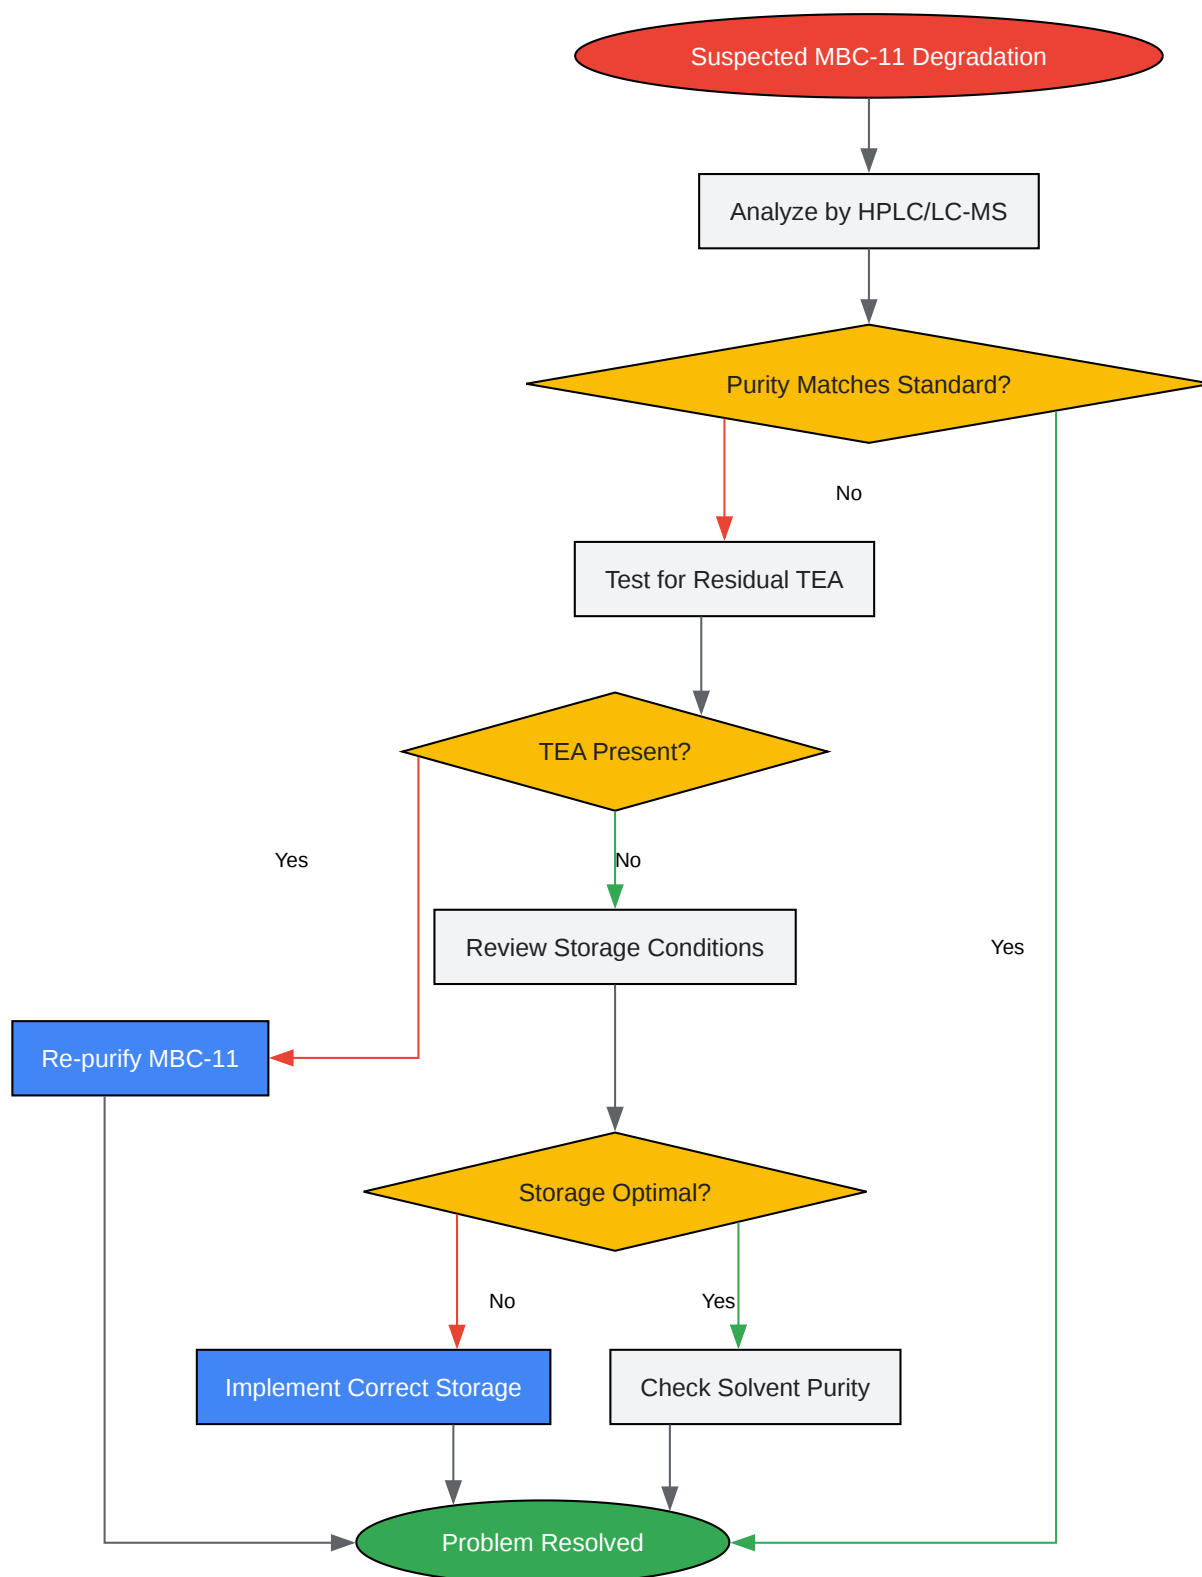 Suspected MBC-11 Degradation
Analyze by HPLC/LC-MS
Purity Matches Standard?
No
Test for Residual TEA
TEA Present?
Yes
No
Review Storage Conditions
Yes
Re-purify MBC-11
Storage Optimal?
No
Yes
Implement Correct Storage
Check Solvent Purity
Problem Resolved